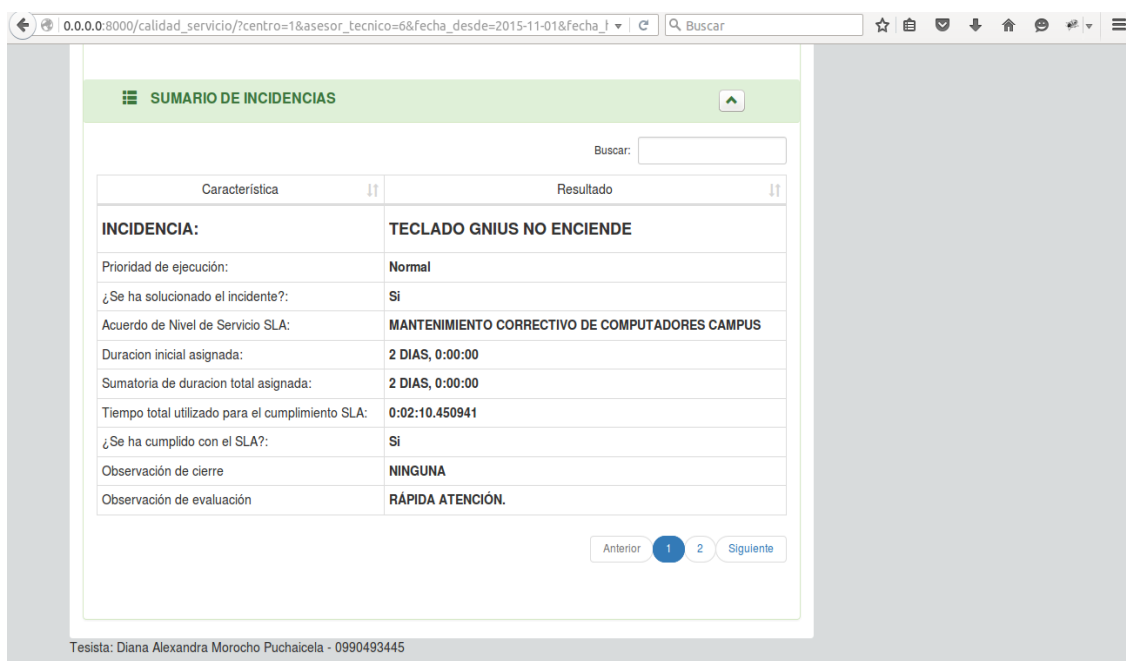 0.0.0.0:8000/calidad_servicio/?centro=1&asesor_tecnico=6&fecha_desde=2015-11-01&fecha_
Buscar
SUMARIO DE INCIDENCIAS
Buscar:
Característica Resultado
INCIDENCIA: TECLADO GNIUS NO ENCIENDE
Prioridad de ejecución: Normal
¿Se ha solucionado el incidente?: Si
Acuerdo de Nivel de Servicio SLA: MANTENIMIENTO CORRECTIVO DE COMPUTADORES CAMPUS
Duracion inicial asignada: 2 DIAS, 0:00:00
Sumatoria de duracion total asignada: 2 DIAS, 0:00:00
Tiempo total utilizado para el cumplimiento SLA: 0:02:10.450941
¿Se ha cumplido con el SLA?: Si
Observación de cierre NINGUNA
Observación de evaluación RÁPIDA ATENCIÓN.
Anterior 1 2 Siguiente
Tesista: Diana Alexandra Morocho Puchaicela - 0990493445